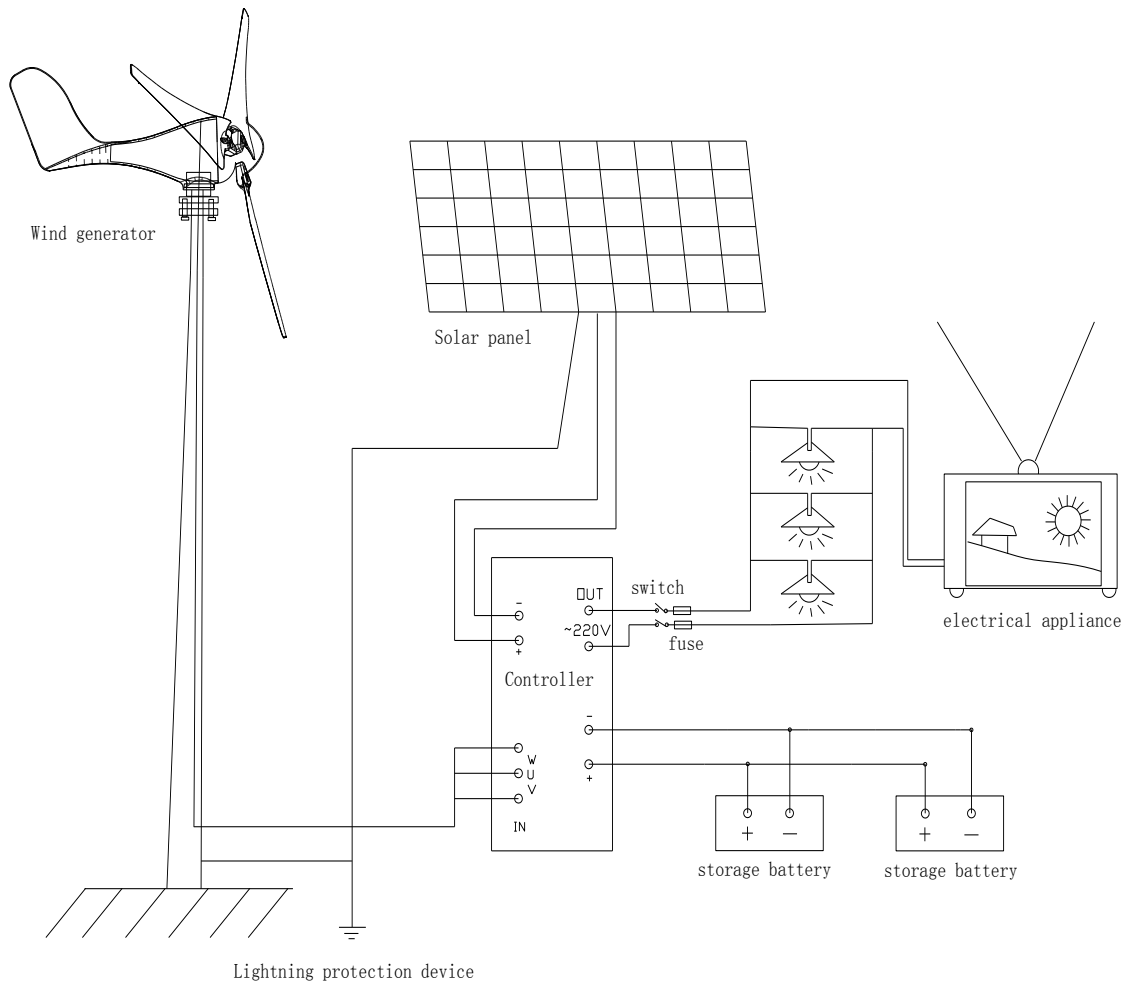 Wind generator
Solar panel
OUT
switch
-
~220V
fuse
+
electrical appliance
Controller
-
W
U
+
V
IN
+ -
+ -
storage battery
storage battery
Lightning protection device